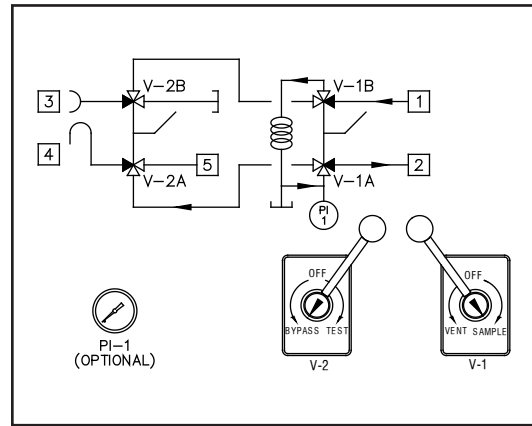 V-2B
V-1B
3
1
4
5
2
V-2A
V-1A
PI
1
OFF
BYPASS TEST
V-2
OFF
VENT SAMPLE
V-1
PI-1
(OPTIONAL)